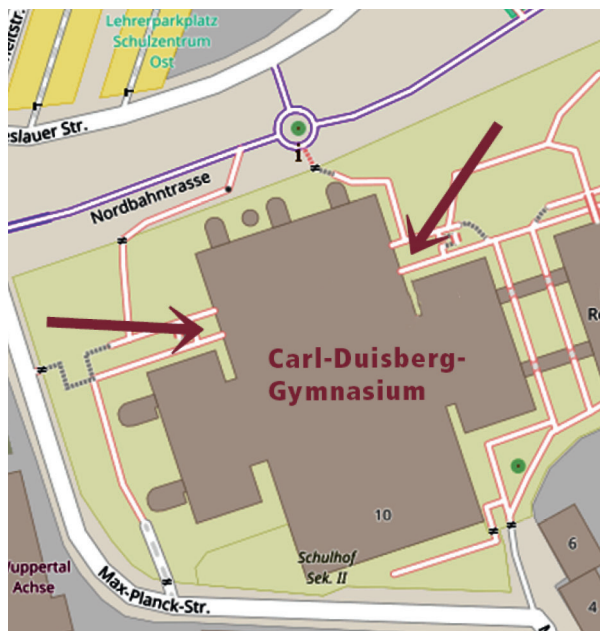 Lehrerparkplatz
Schulzentrum
Ost
eslauer Str.
Nordbahntrasse
i
Carl-Duisberg-
Gymnasium
Re
10
Schulhof
Sek. II
6
4
Wuppertal
Achse
Max-Planck-Str.